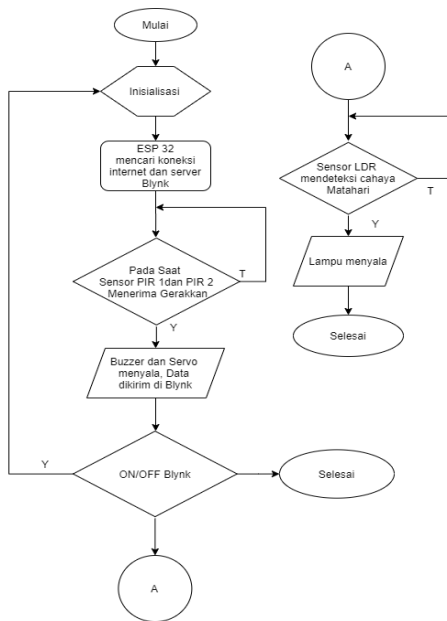 Mulai
Inisialisasi
ESP 32
mencari koneksi
internet dan server
Blynk
Pada Saat
Sensor PIR 1dan PIR 2
Menerima Gerakkan
T
Y
Buzzer dan Servo
menyala, Data
dikirim di Blynk
Y
ON/OFF Blynk
Selesai
A
A
Sensor LDR
mendeteksi cahaya
Matahari
T
Y
Lampu menyala
Selesai